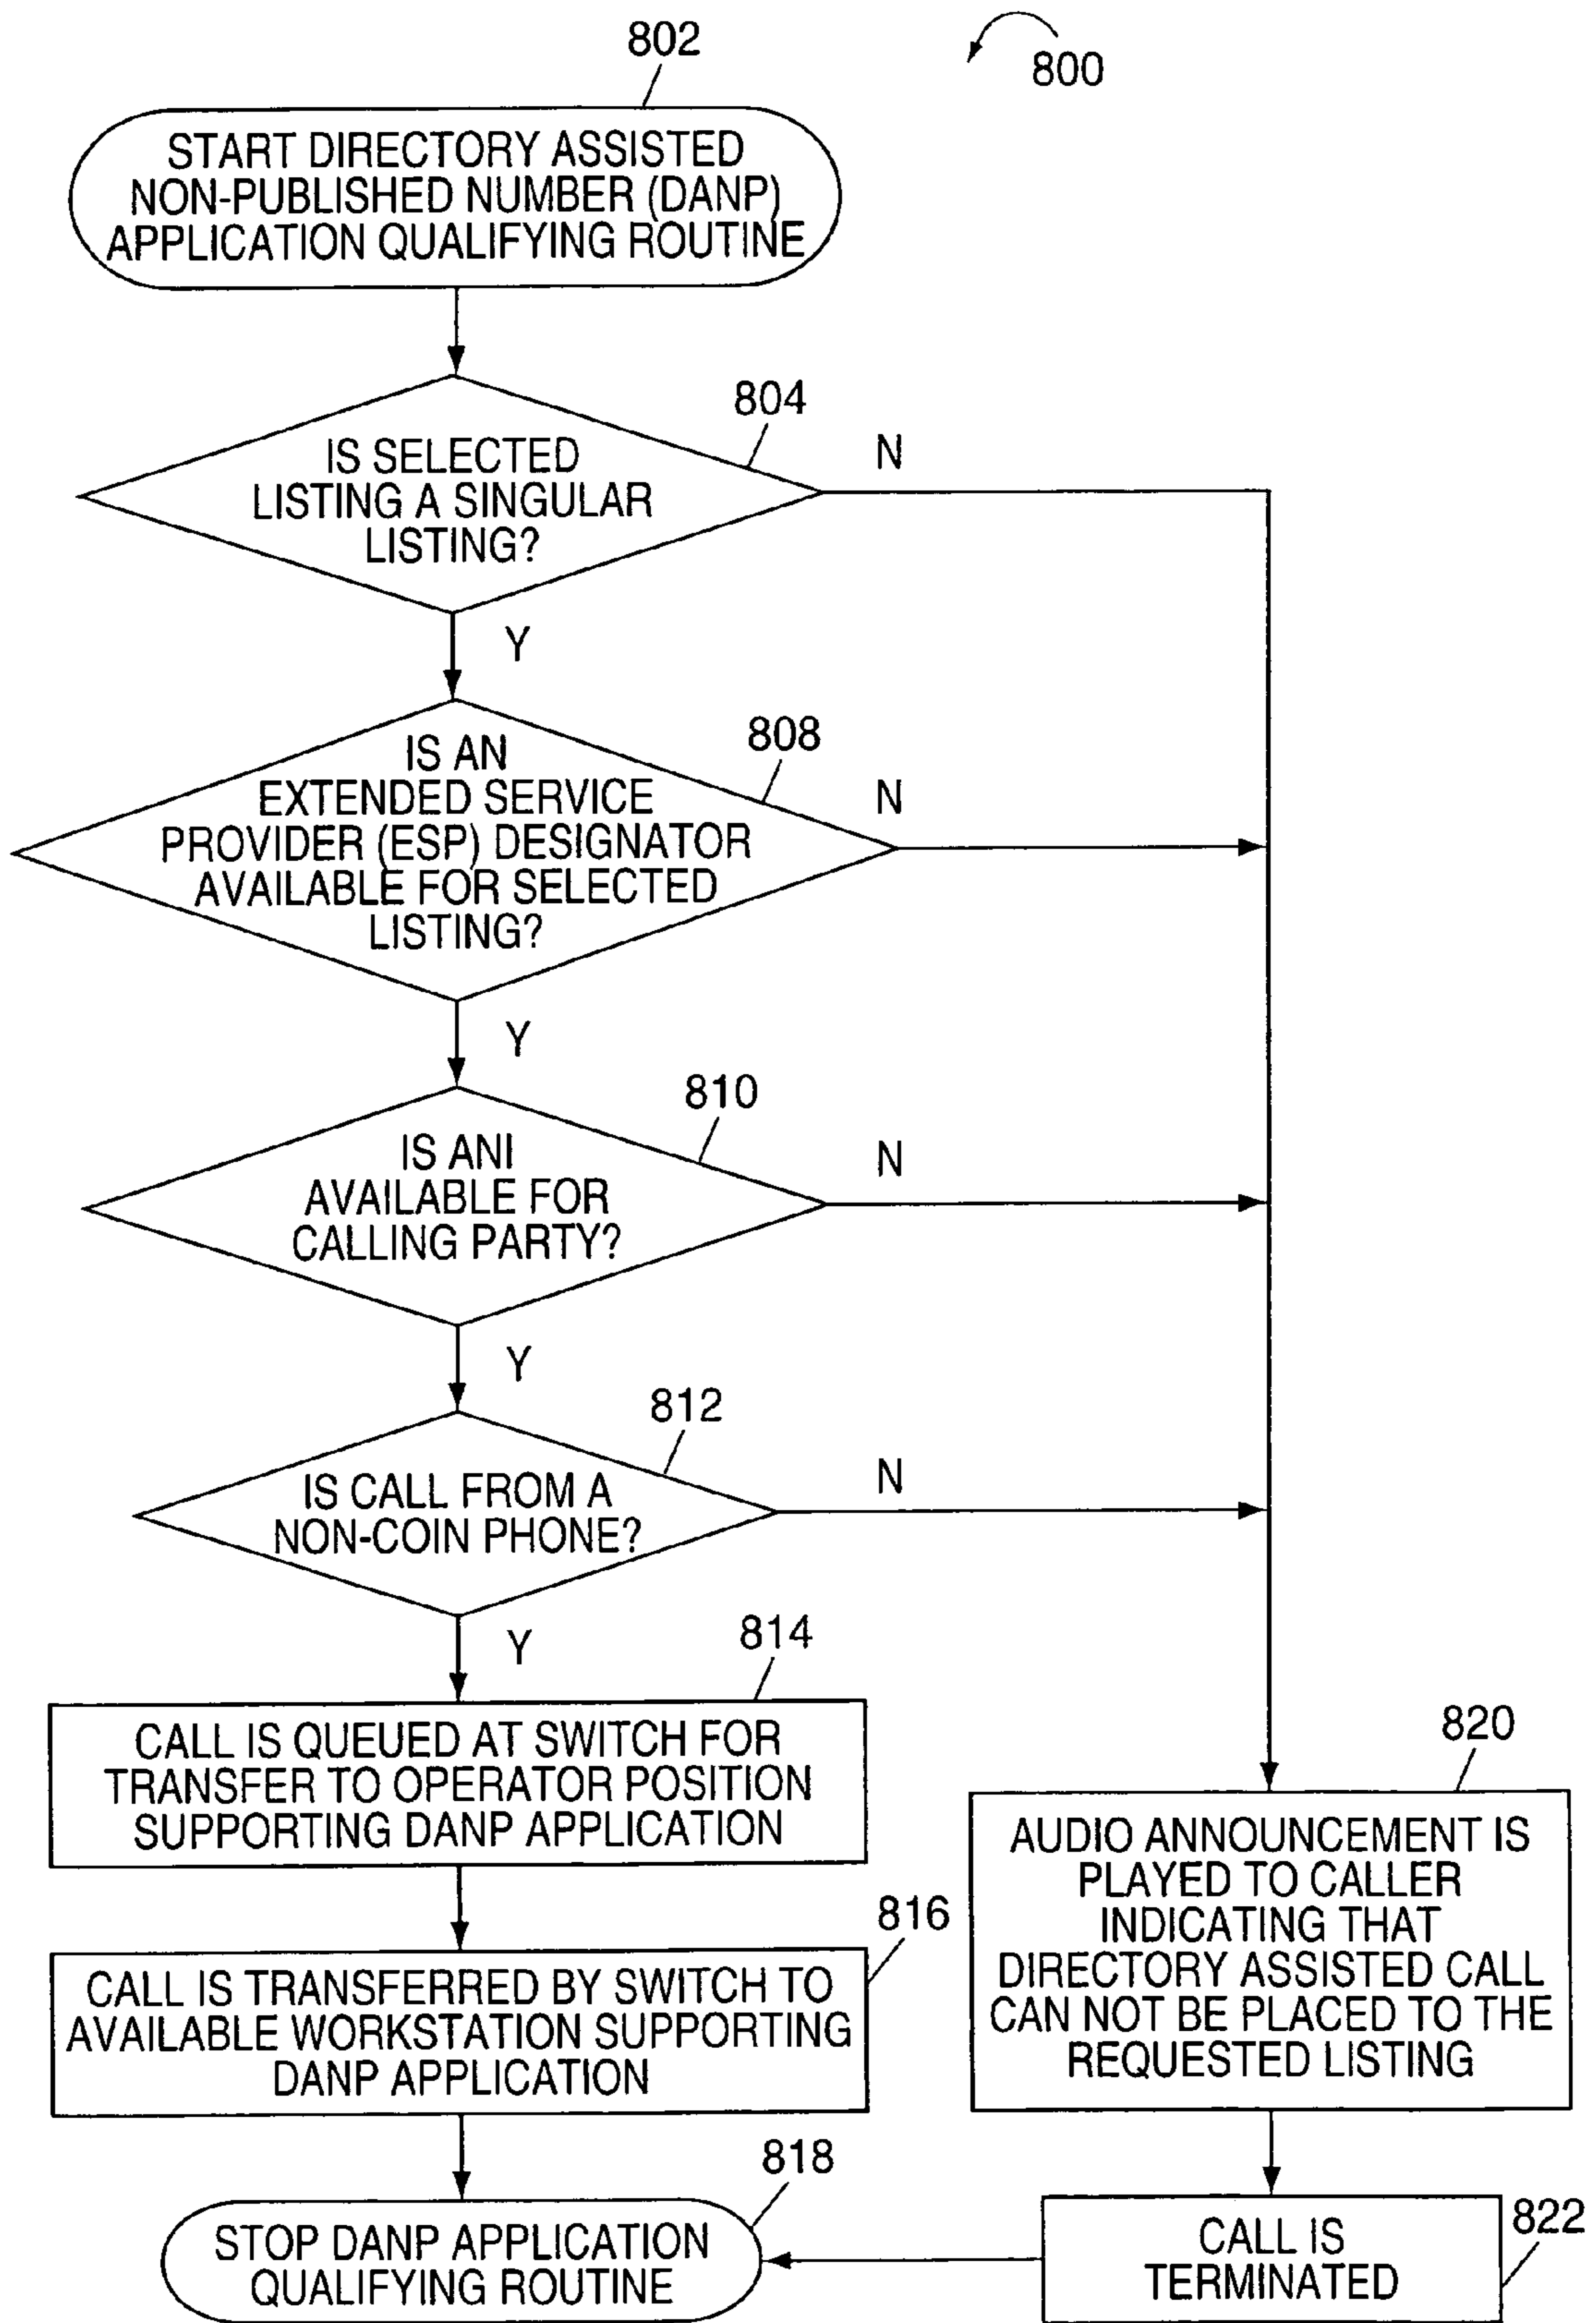 802
800
START DIRECTORY ASSISTED
NON-PUBLISHED NUMBER (DANP)
APPLICATION QUALIFYING ROUTINE
804
N
IS SELECTED
LISTING A SINGULAR
LISTING?
Y
808
N
IS AN
EXTENDED SERVICE
PROVIDER (ESP) DESIGNATOR
AVAILABLE FOR SELECTED
LISTING?
Y
810
N
IS ANI
AVAILABLE FOR
CALLING PARTY?
Y
812
N
IS CALL FROM A
NON-COIN PHONE?
Y
814
CALL IS QUEUED AT SWITCH FOR
TRANSFER TO OPERATOR POSITION
SUPPORTING DANP APPLICATION
816
CALL IS TRANSFERRED BY SWITCH TO
AVAILABLE WORKSTATION SUPPORTING
DANP APPLICATION
820
AUDIO ANNOUNCEMENT IS
PLAYED TO CALLER
INDICATING THAT
DIRECTORY ASSISTED CALL
CAN NOT BE PLACED TO THE
REQUESTED LISTING
818
STOP DANP APPLICATION
QUALIFYING ROUTINE
822
CALL IS
TERMINATED